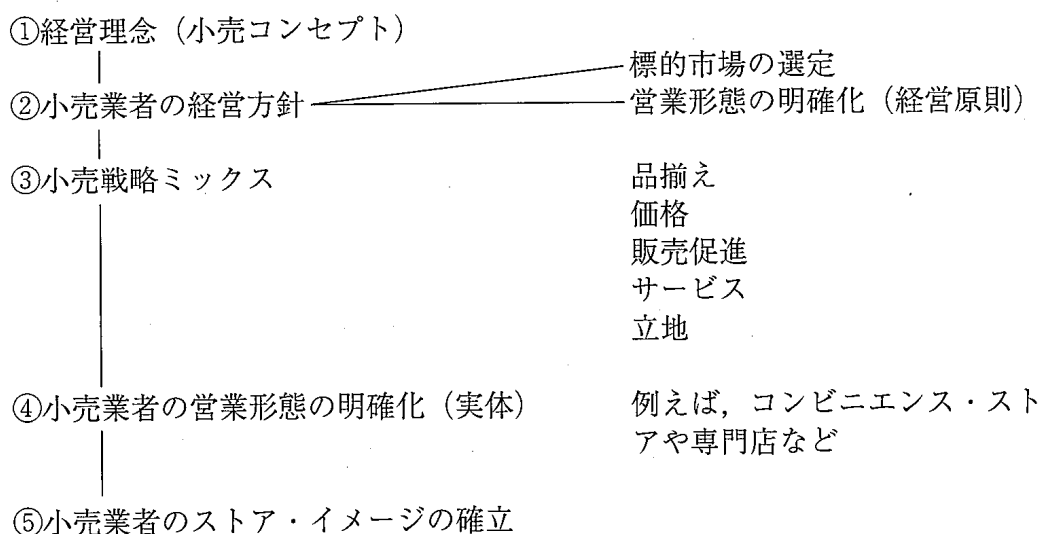 ①経営理念（小売コンセプト）
標的市場の選定
②小売業者の経営方針
営業形態の明確化（経営原則）
③小売戦略ミックス
品揃え
価格
販売促進
サービス
立地
④小売業者の営業形態の明確化（実体）
例えば，コンビニエンス・スト
アや専門店など
⑤小売業者のストア・イメージの確立